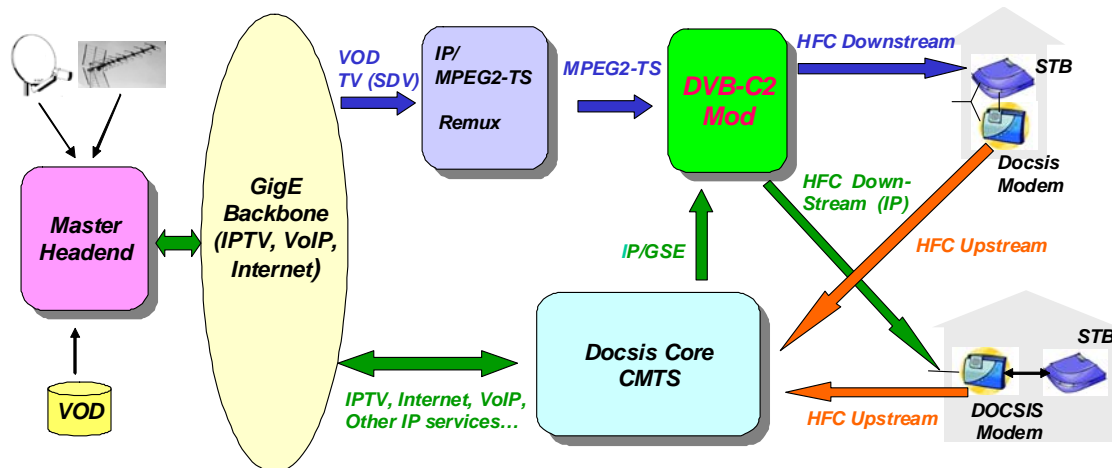 VOD
TV (SDV)
IP/
MPEG2-TS
Remux
MPEG2-TS
DVB-C2
Mod
HFC Downstream
STB
Docsis
Modem
GigE
Backbone
(IPTV, VoIP,
Internet)
Master
Headend
HFC Down-
Stream (IP)
HFC Upstream
IP/GSE
Docsis Core
CMTS
STB
VOD
IPTV, Internet, VoIP,
Other IP services...
HFC Upstream
DOCSIS
Modem